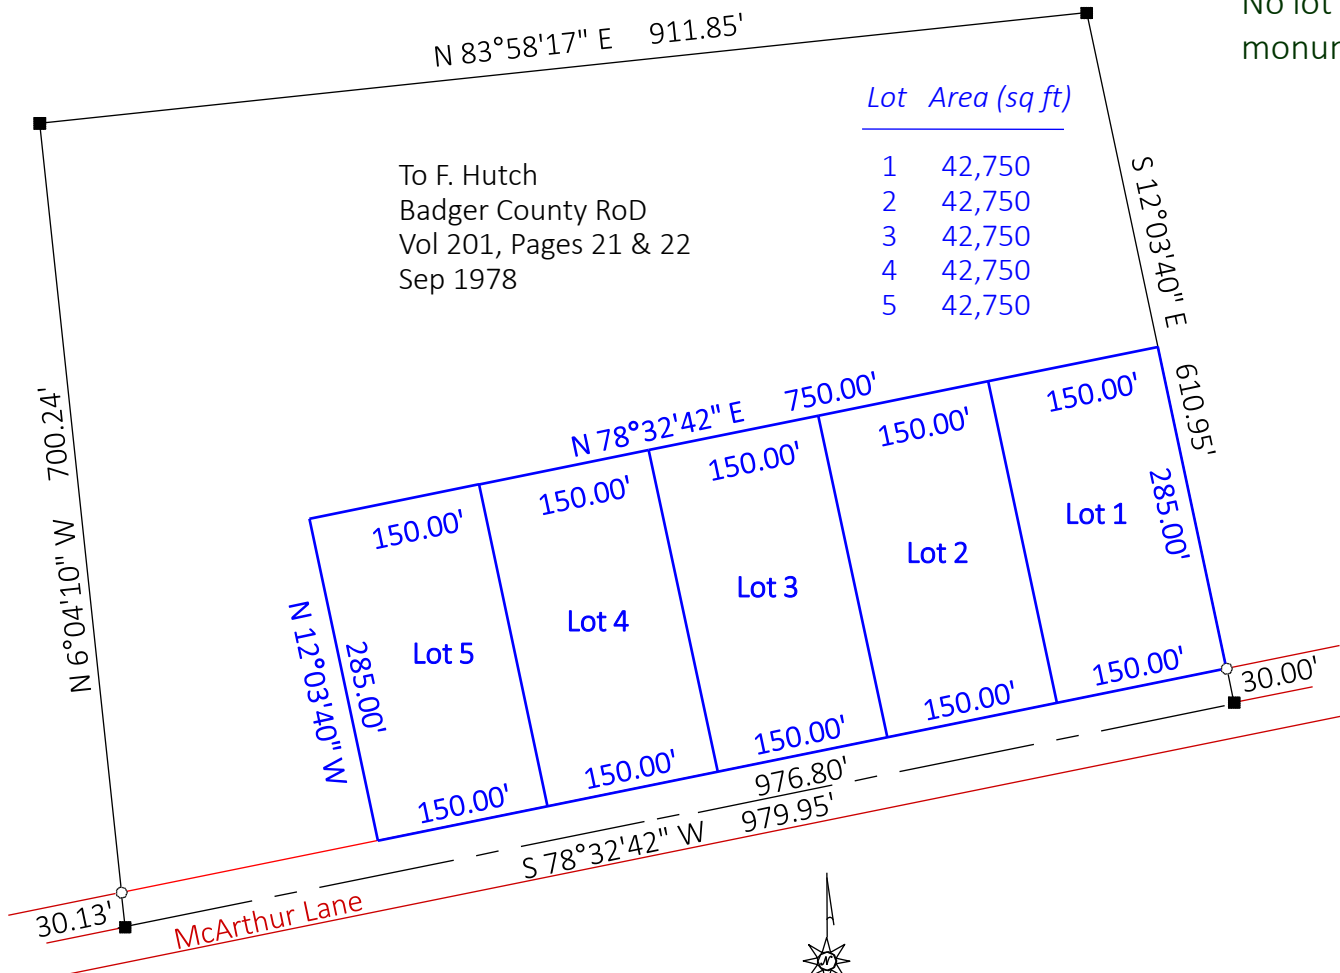 No lot
N 83°58'17" E 911.85'
monur
Lot Area (sq ft)
1 42,750
2 42,750
3 42,750
4 42,750
5 42,750
To F. Hutch
Badger County RoD
Vol 201, Pages 21 & 22
Sep 1978
S 12°03'40" E 610.95'
N 6°04'10" W 700.24'
N 78°32'42" E 750.00'
150.00'
150.00'
150.00'
150.00'
150.00'
285.00'
Lot 1
Lot 2
Lot 3
Lot 4
Lot 5
N 12°03'40" W
285.00'
150.00'
150.00'
150.00'
150.00'
150.00'
30.00'
976.80'
S 78°32'42" W 979.95'
30.13'
McArthur Lane
N